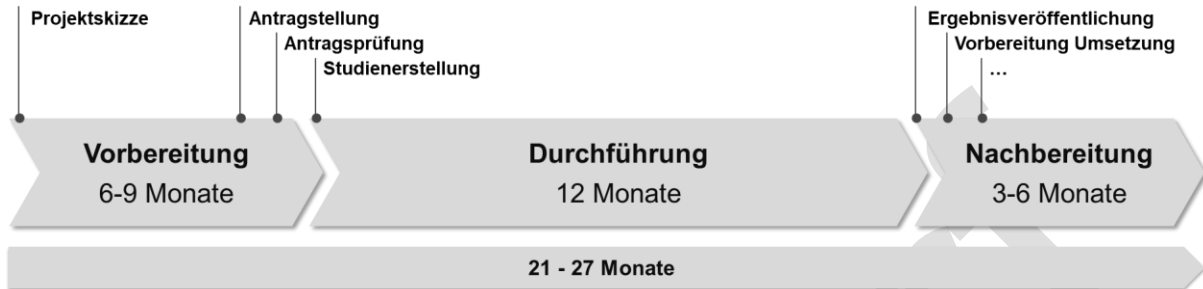 Projektskizze
Antragstellung
Antragsprüfung
Studienerstellung
Ergebnisveröffentlichung
Vorbereitung Umsetzung
...
Vorbereitung
6-9 Monate
Durchführung
12 Monate
Nachbereitung
3-6 Monate
21 - 27 Monate